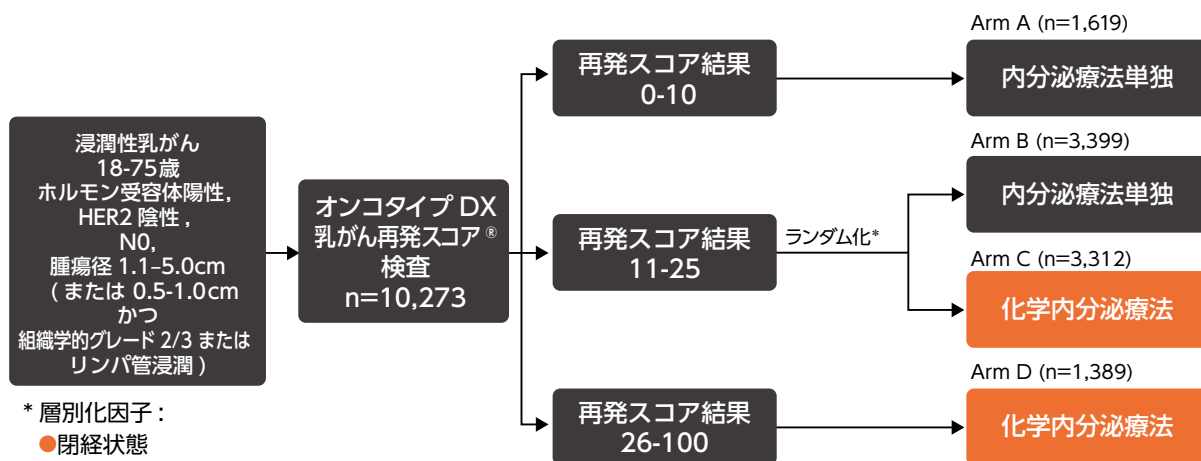 浸潤性乳がん
18-75歳
ホルモン受容体陽性,
HER2 陰性 ,
N0,
腫瘍径 1.1–5.0cm
( または 0.5-1.0cm
かつ
組織学的グレード 2/3 または
リンパ管浸潤 )
* 層別化因子 :
●閉経状態
オンコタイプ DX
乳がん再発スコア ®
検査
n=10,273
再発スコア結果
0-10
再発スコア結果
11-25
ランダム化*
再発スコア結果
26-100
Arm A (n=1,619)
内分泌療法単独
Arm B (n=3,399)
内分泌療法単独
Arm C (n=3,312)
化学内分泌療法
Arm D (n=1,389)
化学内分泌療法